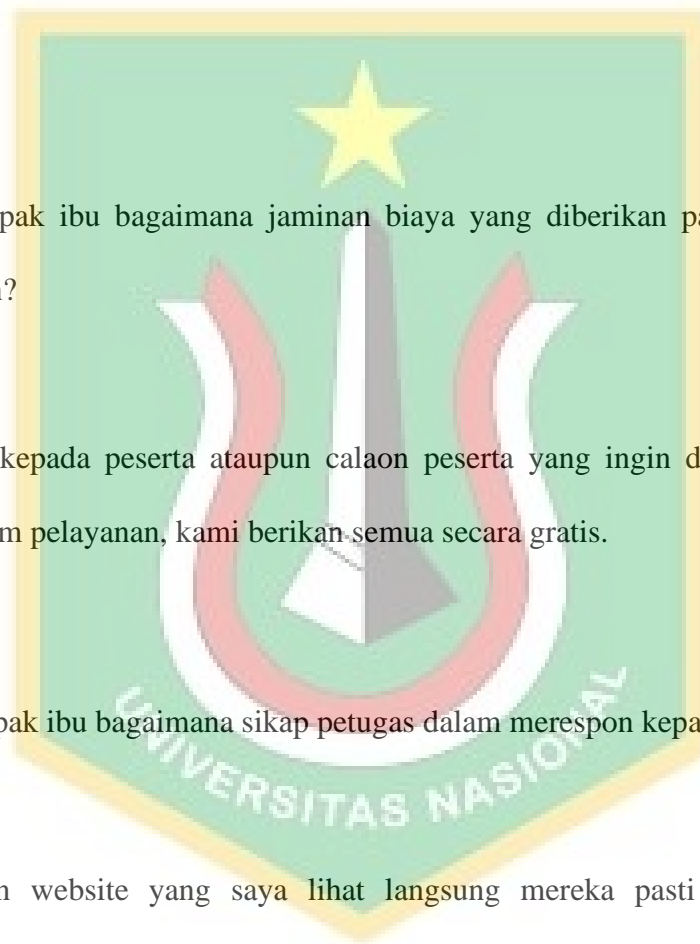 pak ibu bagaimana jaminan biaya yang diberikan pa
?
kepada peserta ataupun calaon peserta yang ingin d
m pelayanan, kami berikan semua secara gratis.
pak ibu bagaimana sikap petugas dalam merespon kepa
n website yang saya lihat langsung mereka pasti
UNIVERSITAS NASIONAL